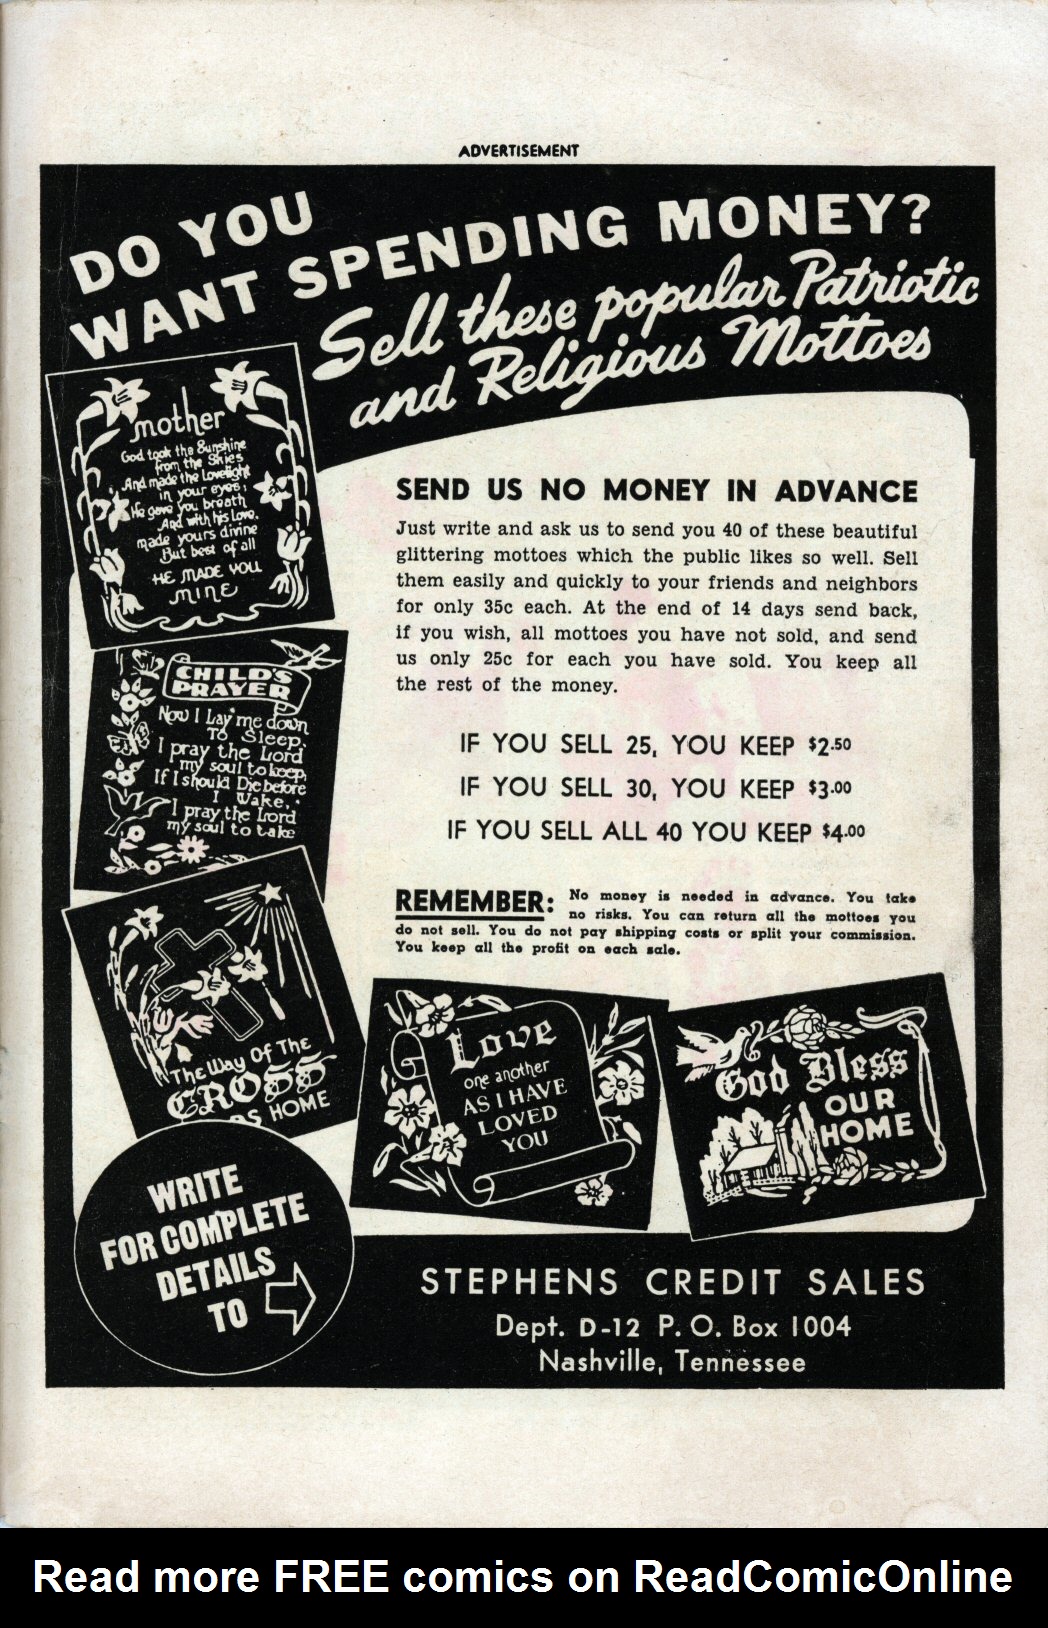 ADVERTISEMENT
DO YOU
WANT SPENDING MONEY?
Sell these popular Patriotic
and Religious Mottoes
mother
God took the Sunshine
from the Skies
And made the Lovelight
in your eyes;
He gave you breath
And with his Love,
made yours divine
But best of all
HE MADE YOU
MINE
CHILD'S
PRAYER
Now I Lay me down
To Sleep,
I pray the Lord
my soul to keep,
If I should Die before
I Wake,
I pray the Lord
my soul to take
The Way Of The
CROSS
DS HOME
SEND US NO MONEY IN ADVANCE
Just write and ask us to send you 40 of these beautiful
glittering mottoes which the public likes so well. Sell
them easily and quickly to your friends and neighbors
for only 35c each. At the end of 14 days send back,
if you wish, all mottoes you have not sold, and send
us only 25c for each you have sold. You keep all
the rest of the money.
IF YOU SELL 25, YOU KEEP $2.50
IF YOU SELL 30, YOU KEEP $3.00
IF YOU SELL ALL 40 YOU KEEP $4.00
REMEMBER: No money is needed in advance. You take
no risks. You can return all the mottoes you
do not sell. You do not pay shipping costs or split your commission.
You keep all the profit on each sale.
Love
one another
AS I HAVE
LOVED
YOU
God Bless
OUR
HOME
WRITE
FOR COMPLETE
DETAILS
TO
STEPHENS CREDIT SALES
Dept. D-12 P. O. Box 1004
Nashville, Tennessee
Read more FREE comics on ReadComicOnline